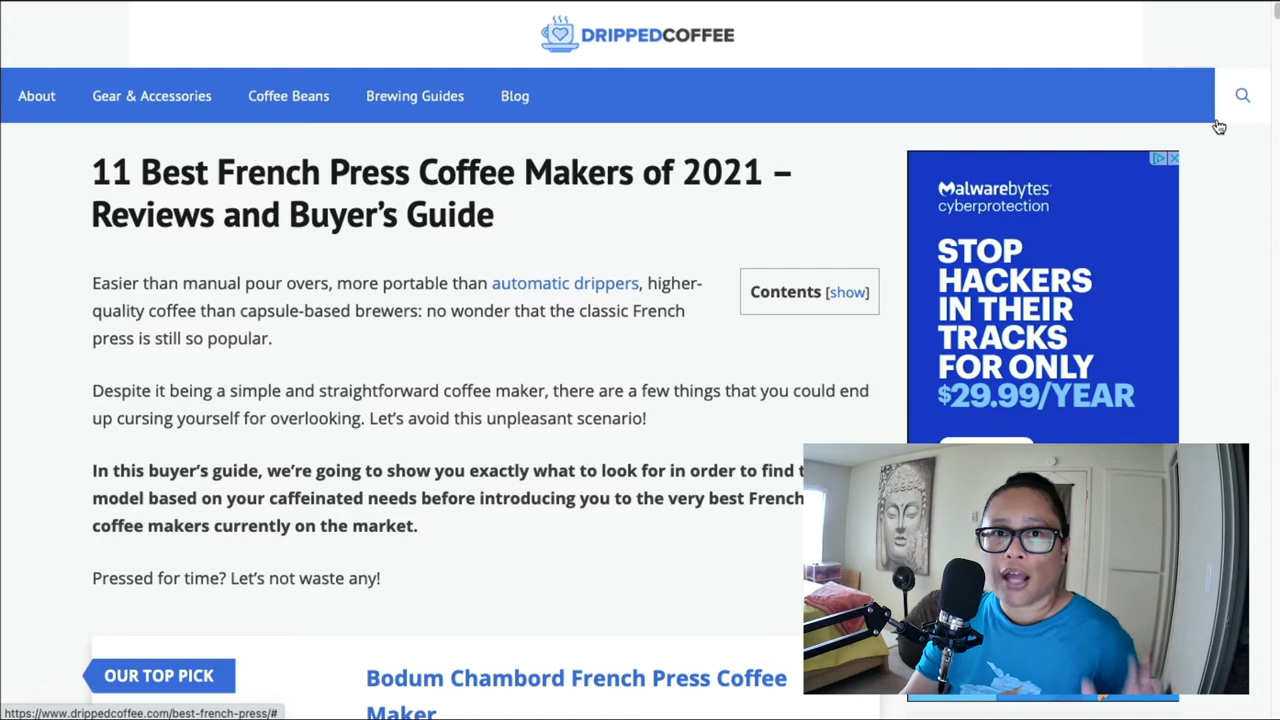 DRIPPEDCOFFEE
About
Gear & Accessories
Coffee Beans
Brewing Guides
Blog
11 Best French Press Coffee Makers of 2021 –
Reviews and Buyer's Guide
Easier than manual pour overs, more portable than automatic drippers, higher-
quality coffee than capsule-based brewers: no wonder that the classic French
press is still so popular.
Contents [show]
Despite it being a simple and straightforward coffee maker, there are a few things that you could end
up cursing yourself for overlooking. Let's avoid this unpleasant scenario!
In this buyer's guide, we're going to show you exactly what to look for in order to find
model based on your caffeinated needs before introducing you to the very best French
coffee makers currently on the market.
Pressed for time? Let's not waste any!
OUR TOP PICK
Bodum Chambord French Press Coffee
Maker
Malwarebytes
cyberprotection
STOP
HACKERS
IN THEIR
TRACKS
FOR ONLY
$29.99/YEAR
https://www.drippedcoffee.com/best-french-press/#